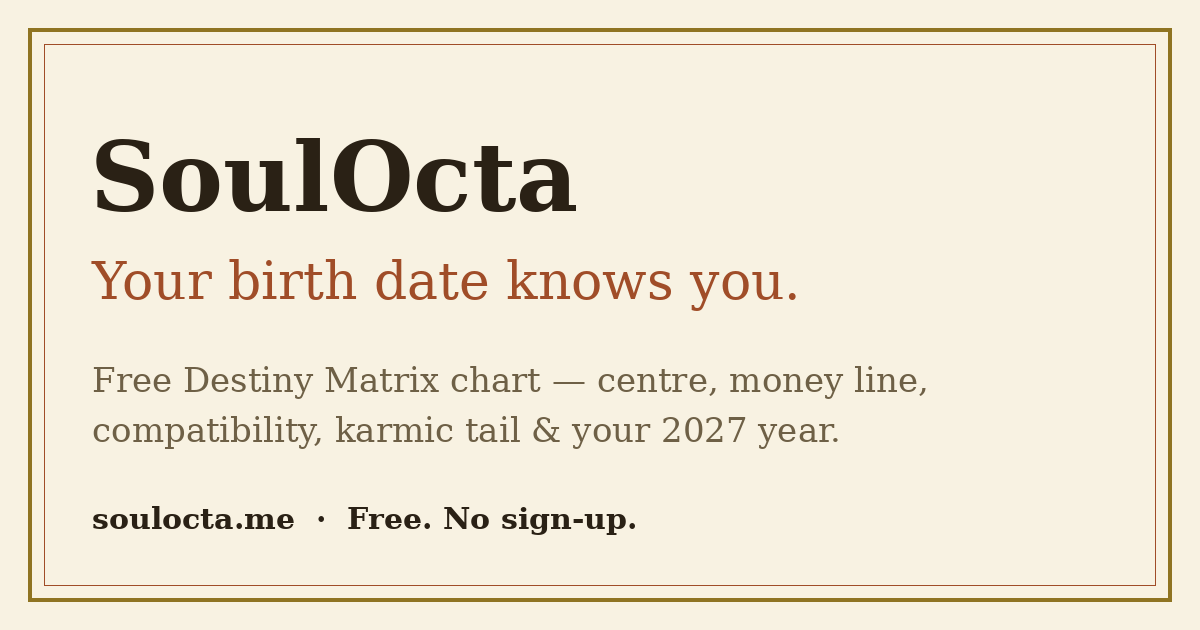 SoulOcta
Your birth date knows you.
Free Destiny Matrix chart — centre, money line,
compatibility, karmic tail & your 2027 year.
soulocta.me · Free. No sign-up.